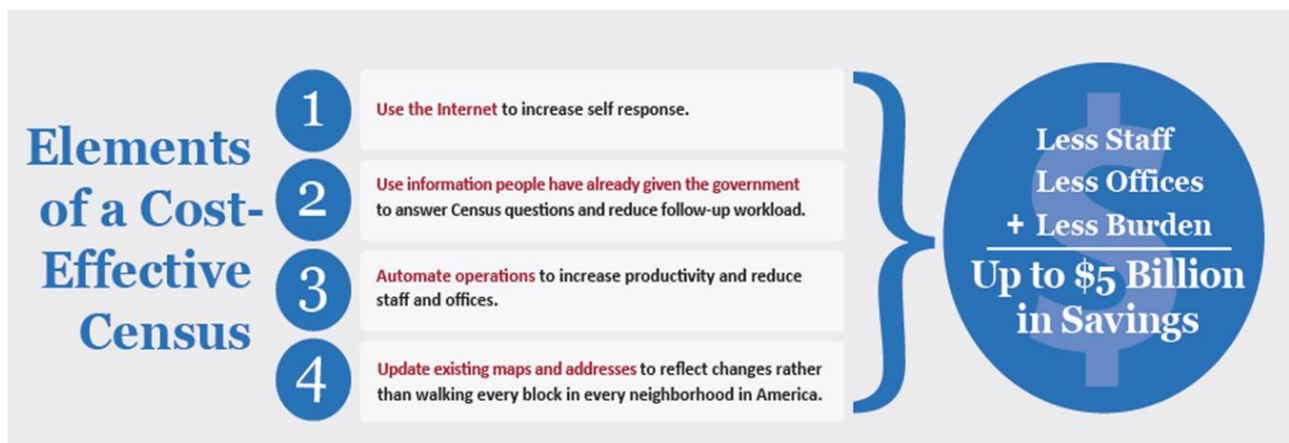 Elements
of a Cost-
Effective
Census
1
Use the Internet to increase self response.
2
Use information people have already given the government
to answer Census questions and reduce follow-up workload.
3
Automate operations to increase productivity and reduce
staff and offices.
4
Update existing maps and addresses to reflect changes rather
than walking every block in every neighborhood in America.
$
Less Staff
Less Offices
+ Less Burden
Up to $5 Billion
in Savings